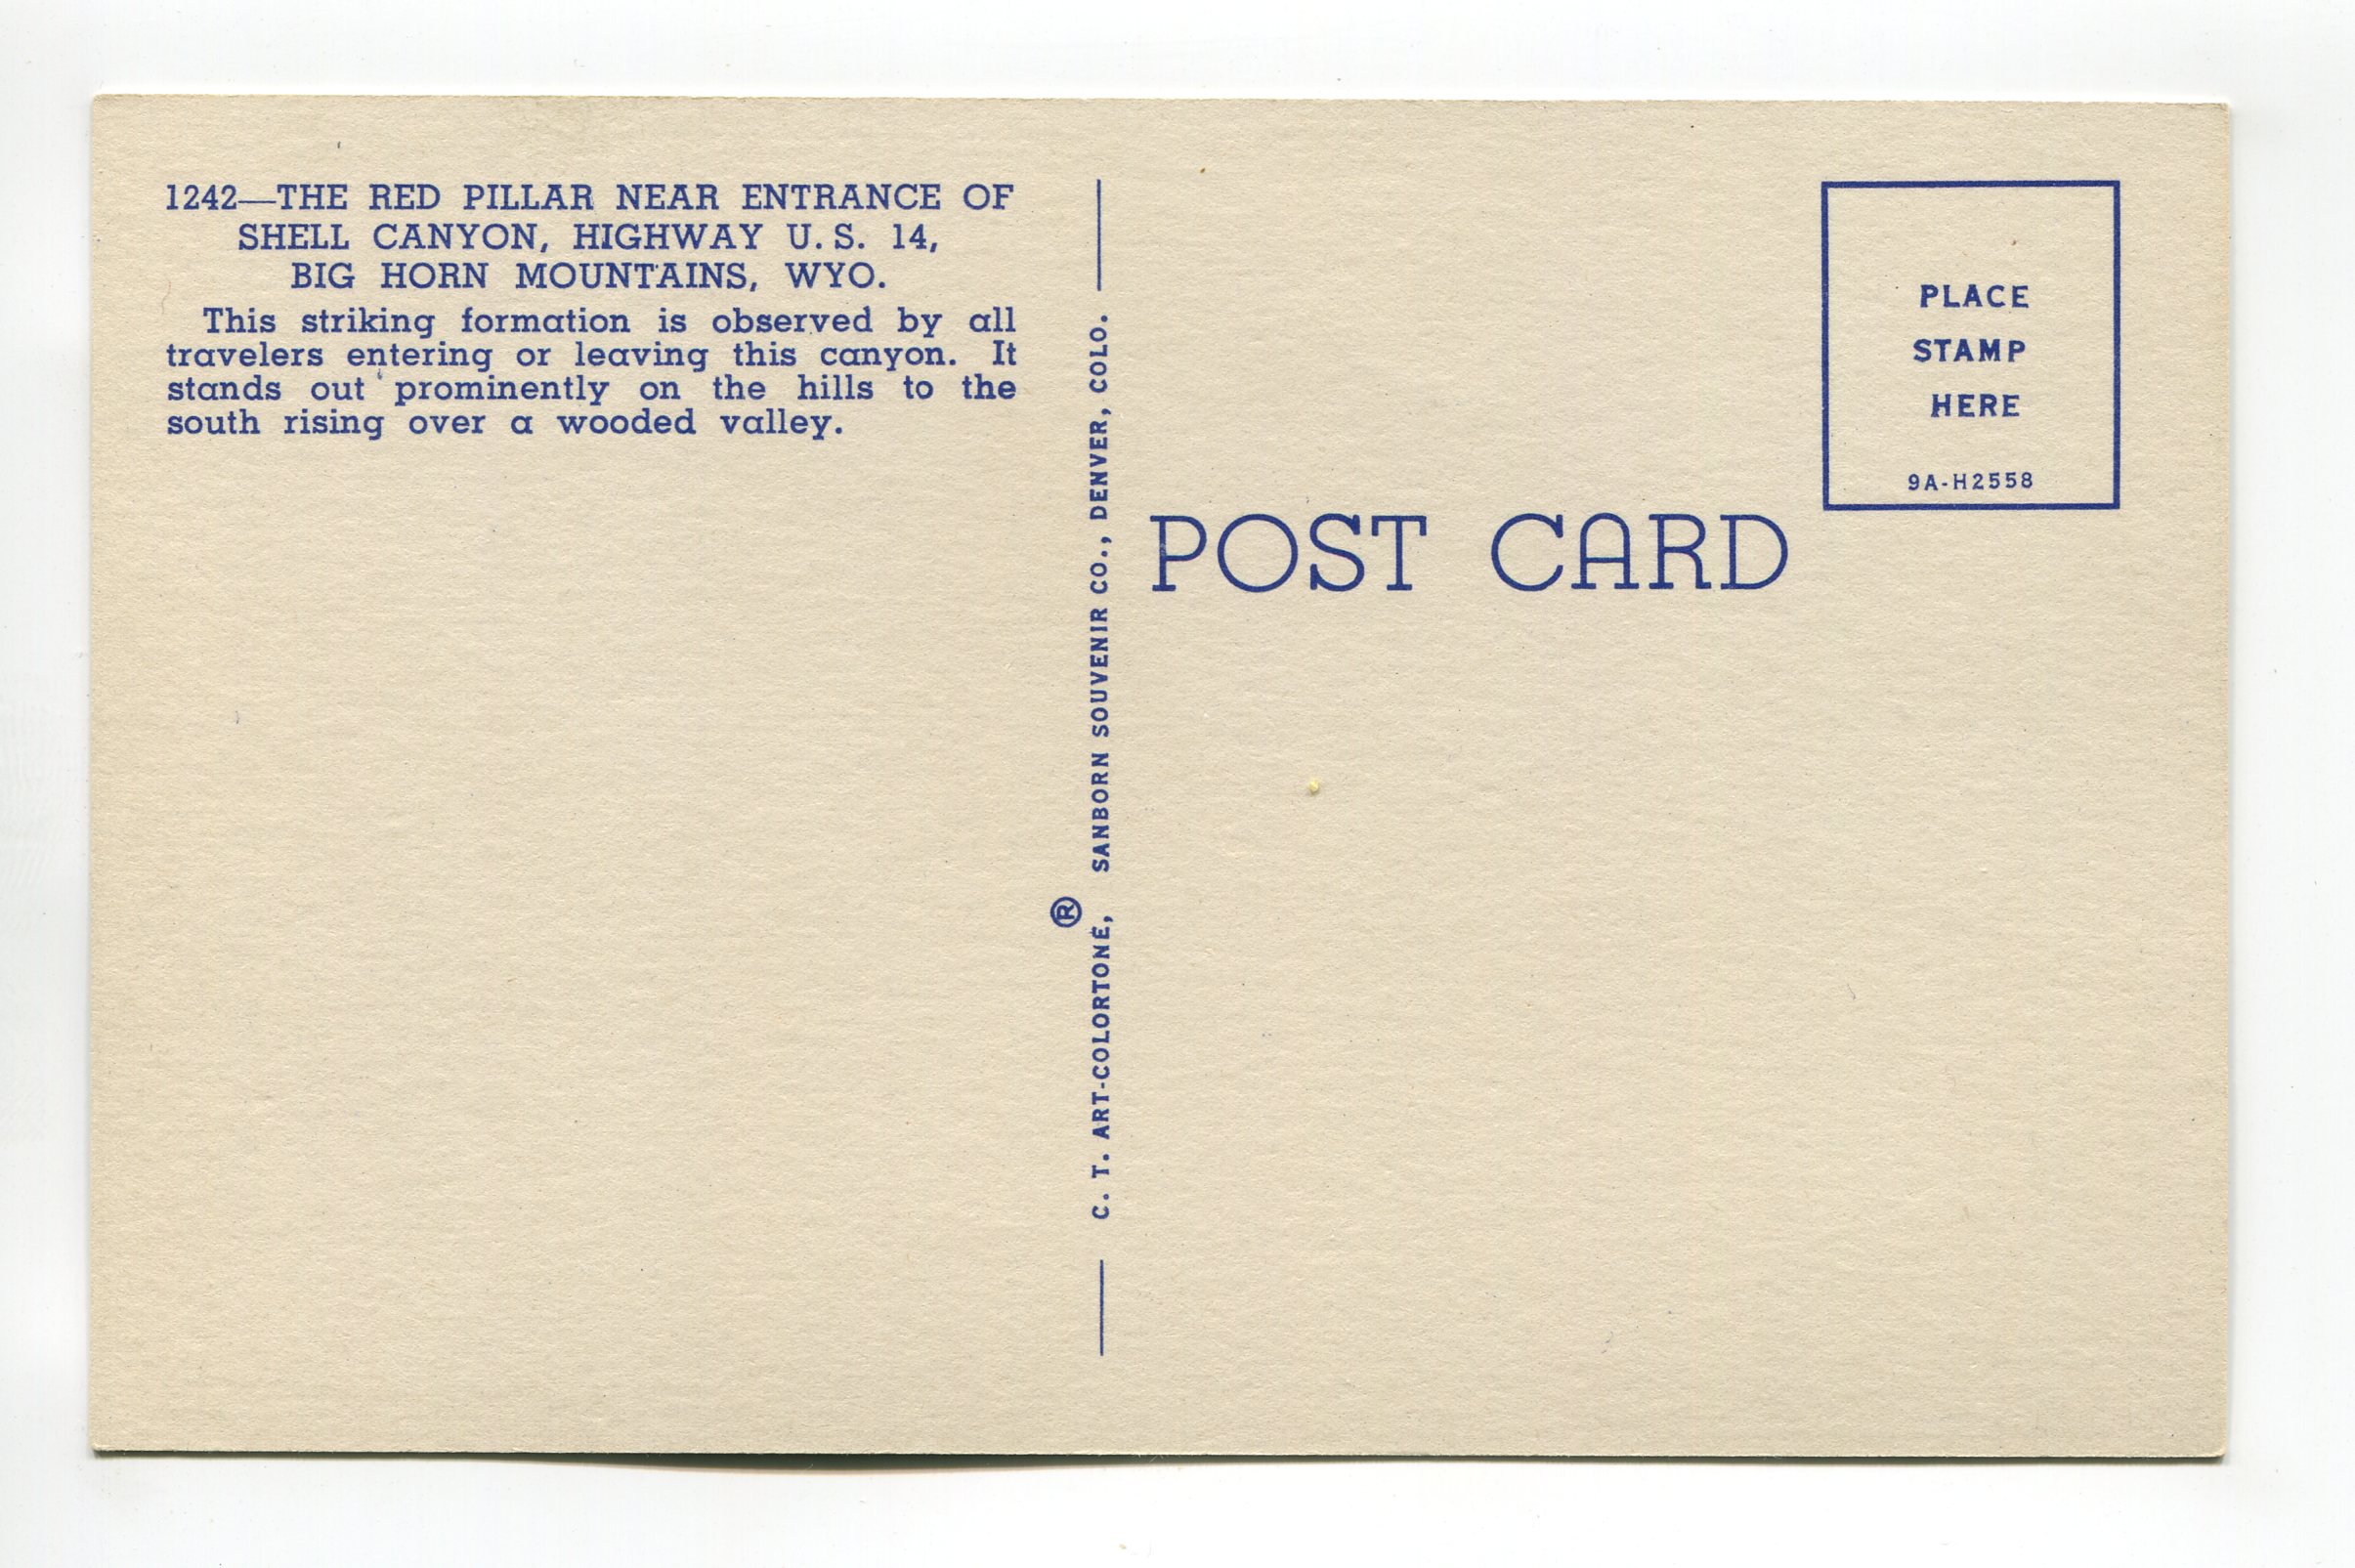 1242—THE RED PILLAR NEAR ENTRANCE OF
SHELL CANYON, HIGHWAY U. S. 14,
BIG HORN MOUNTAINS, WYO.
This striking formation is observed by all
travelers entering or leaving this canyon. It
stands out prominently on the hills to the
south rising over a wooded valley.
C. T. ART-COLORTONE, ® SANBORN SOUVENIR CO., DENVER, COLO.
POST CARD
PLACE
STAMP
HERE
9A-H2558